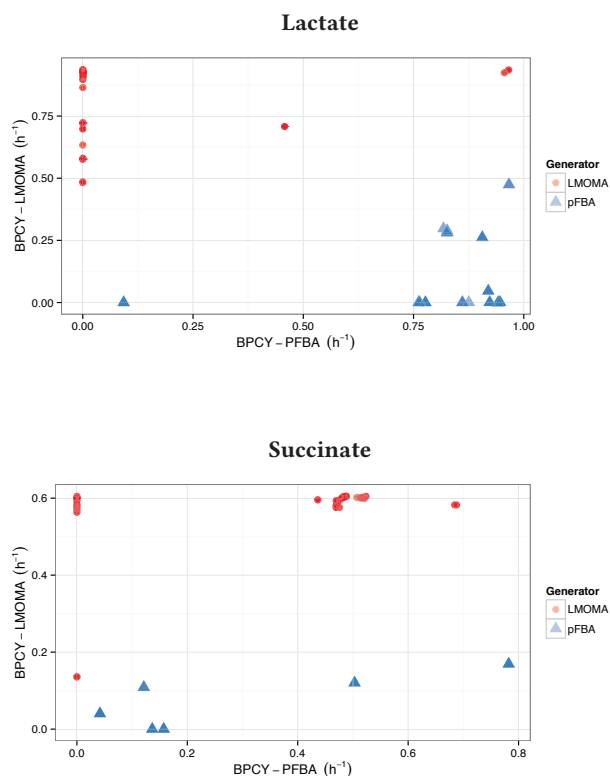 Lactate
BPCY – LMOMA (h⁻¹)
0.75
0.50
0.25
0.00
0.00 0.25 0.50 0.75 1.00
BPCY – PFBA (h⁻¹)
Generator
LMOMA
pFBA
Succinate
BPCY – LMOMA (h⁻¹)
0.6
0.4
0.2
0.0
0.0 0.2 0.4 0.6 0.8
BPCY – PFBA (h⁻¹)
Generator
LMOMA
pFBA